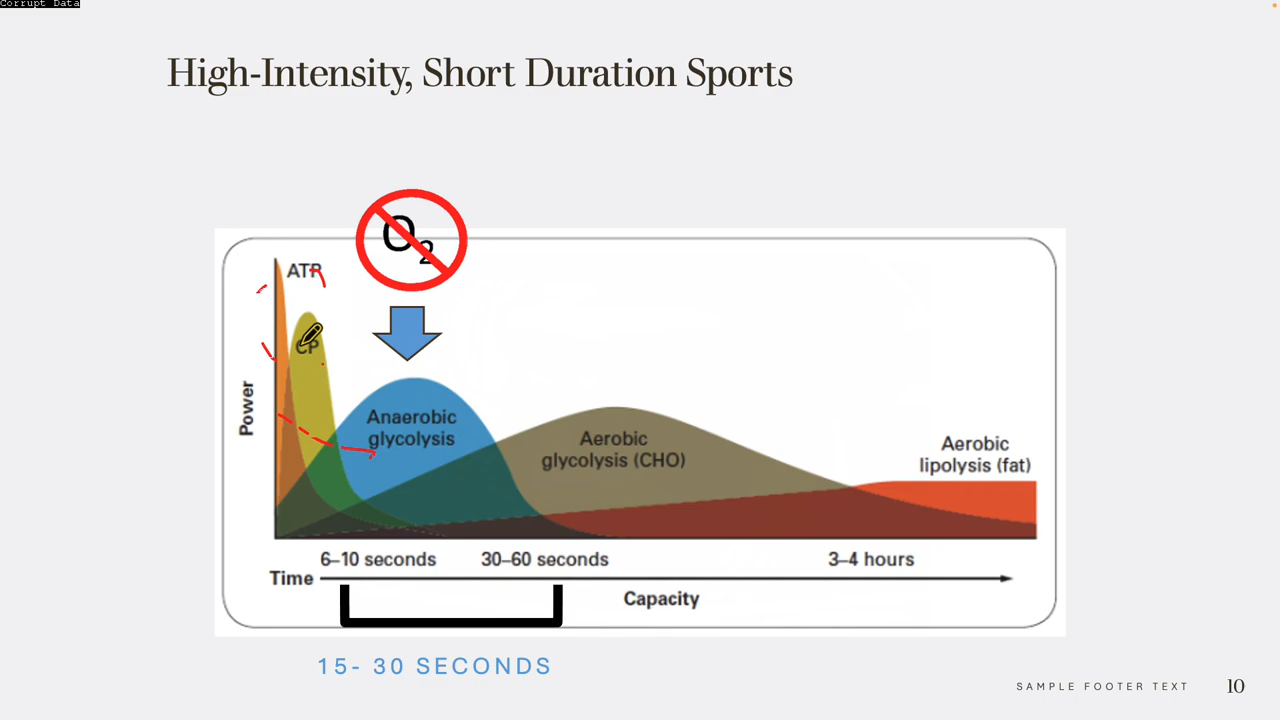 Corrupt Data
High-Intensity, Short Duration Sports
O2
ATP
CP
Power
Anaerobic
glycolysis
Aerobic
glycolysis (CHO)
Aerobic
lipolysis (fat)
6–10 seconds
30–60 seconds
3–4 hours
Time
Capacity
15- 30 SECONDS
SAMPLE FOOTER TEXT
10